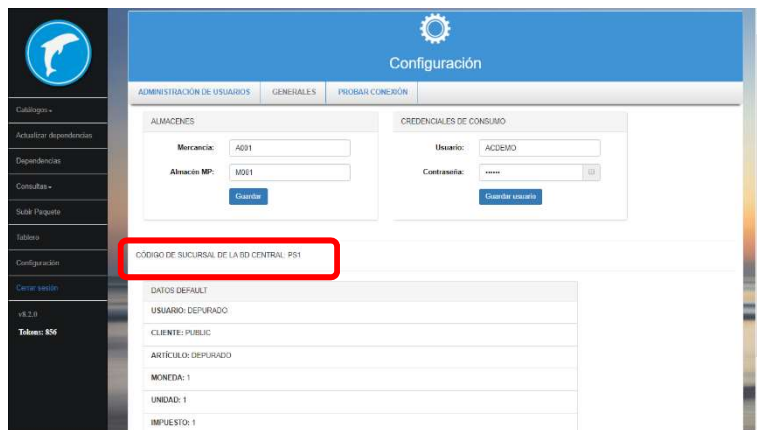 Configuración
ADMINISTRACIÓN DE USUARIOS GENERALES PROBAR CONEXIÓN
Catálogos
Actualizar dependencias
Dependencias
Consultas
Subir Paquete
Tablero
Configuración
Cerrar sesión
v8.2.0
Tokens: 856
ALMACENES
Mercancía: A001
Almacén MP: M001
Guardar
CREDENCIALES DE CONSUMO
Usuario: ACDEMO
Contraseña: ••••••
Guardar usuario
CÓDIGO DE SUCURSAL DE LA BD CENTRAL: PS1
DATOS DEFAULT
USUARIO: DEPURADO
CLIENTE: PUBLIC
ARTÍCULO: DEPURADO
MONEDA: 1
UNIDAD: 1
IMPUESTO: 1